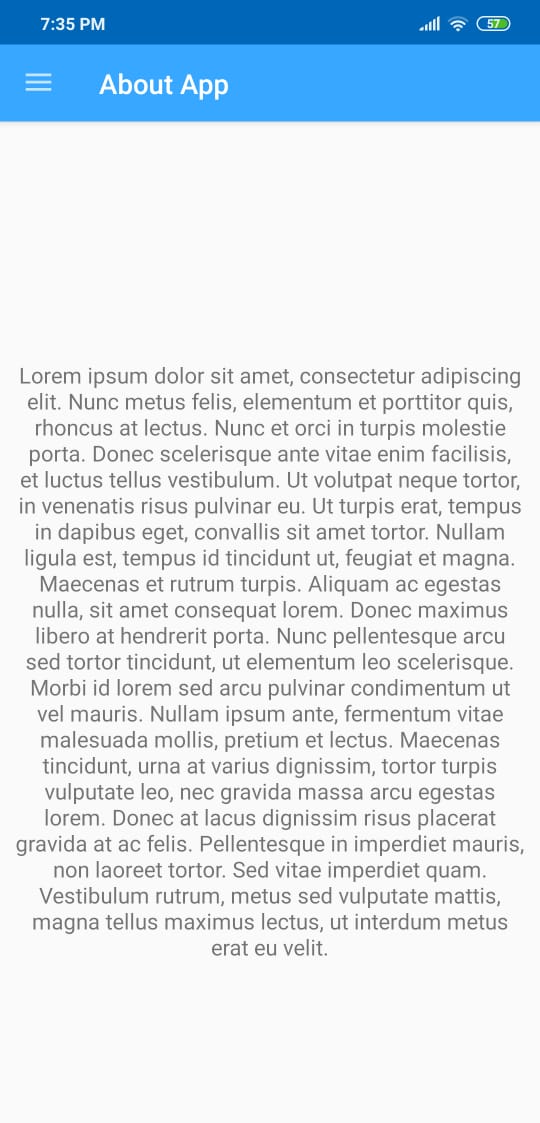 7:35 PM
57
About App
Lorem ipsum dolor sit amet, consectetur adipiscing
elit. Nunc metus felis, elementum et porttitor quis,
rhoncus at lectus. Nunc et orci in turpis molestie
porta. Donec scelerisque ante vitae enim facilisis,
et luctus tellus vestibulum. Ut volutpat neque tortor,
in venenatis risus pulvinar eu. Ut turpis erat, tempus
in dapibus eget, convallis sit amet tortor. Nullam
ligula est, tempus id tincidunt ut, feugiat et magna.
Maecenas et rutrum turpis. Aliquam ac egestas
nulla, sit amet consequat lorem. Donec maximus
libero at hendrerit porta. Nunc pellentesque arcu
sed tortor tincidunt, ut elementum leo scelerisque.
Morbi id lorem sed arcu pulvinar condimentum ut
vel mauris. Nullam ipsum ante, fermentum vitae
malesuada mollis, pretium et lectus. Maecenas
tincidunt, urna at varius dignissim, tortor turpis
vulputate leo, nec gravida massa arcu egestas
lorem. Donec at lacus dignissim risus placerat
gravida at ac felis. Pellentesque in imperdiet mauris,
non laoreet tortor. Sed vitae imperdiet quam.
Vestibulum rutrum, metus sed vulputate mattis,
magna tellus maximus lectus, ut interdum metus
erat eu velit.